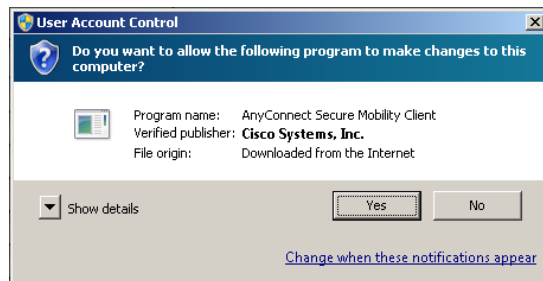 User Account Control
Do you want to allow the following program to make changes to this
computer?
Program name: AnyConnect Secure Mobility Client
Verified publisher: Cisco Systems, Inc.
File origin: Downloaded from the Internet
Show details
Yes
No
Change when these notifications appear